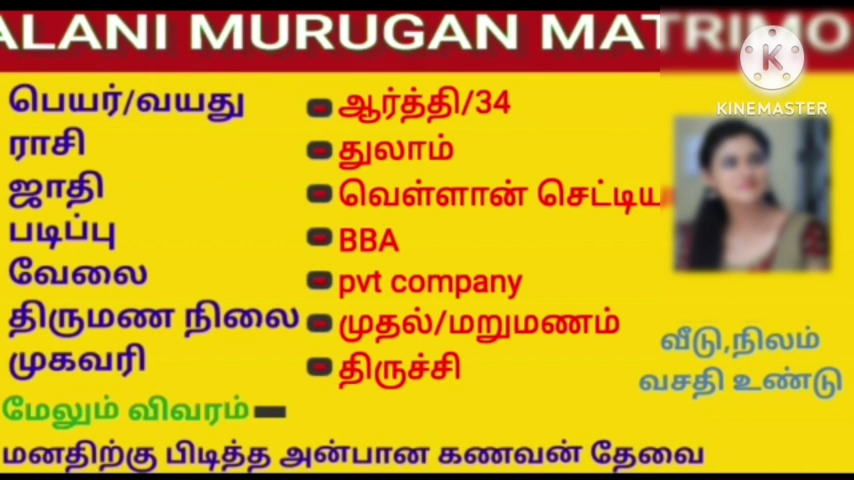 ALANI MURUGAN MATRIMO
KINEMASTER
பெயர்/வயது - ஆர்த்தி/34
ராசி - துலாம்
ஜாதி - வெள்ளான் செட்டிய
படிப்பு - BBA
வேலை - pvt company
திருமண நிலை - முதல்/மறுமணம்
முகவரி - திருச்சி
வீடு,நிலம்
வசதி உண்டு
மேலும் விவரம் -
மனதிற்கு பிடித்த அன்பான கணவன் தேவை